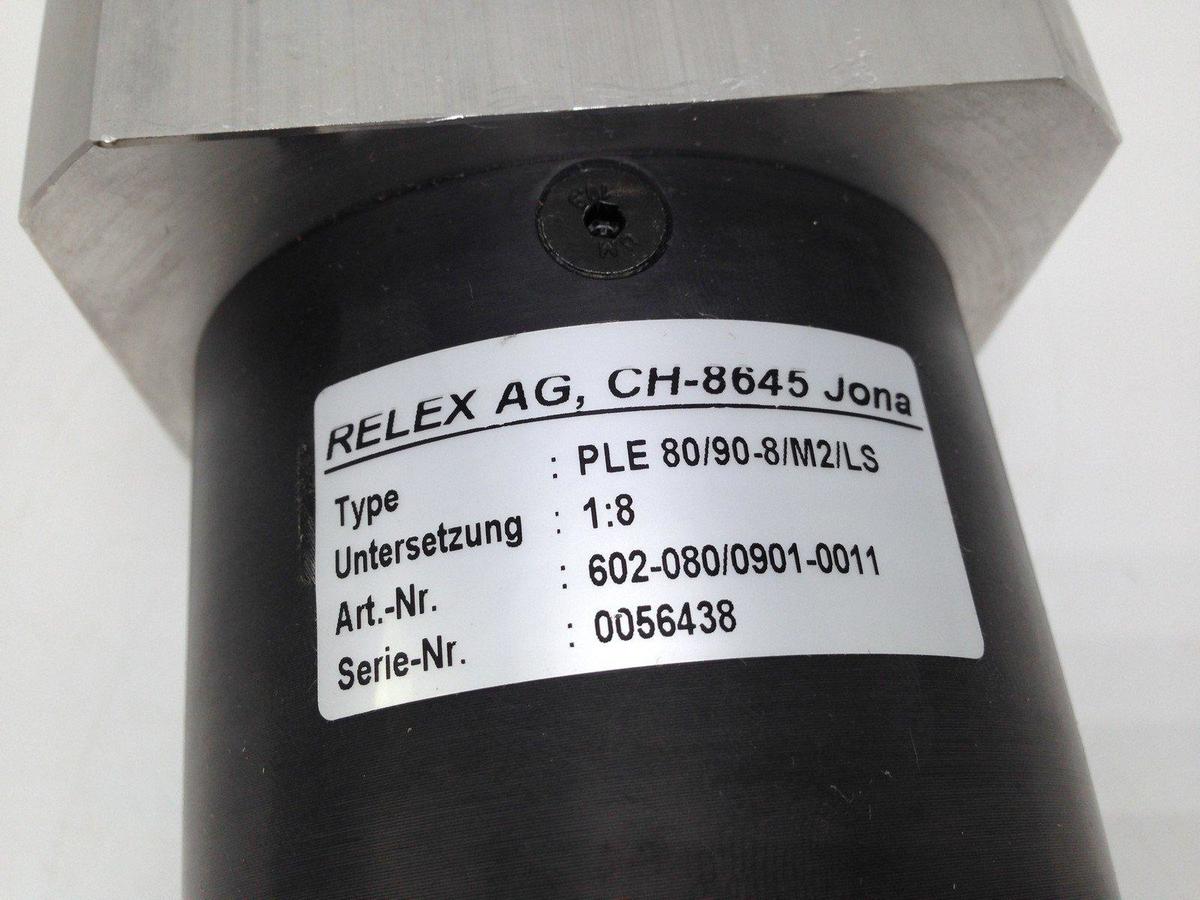 RELEX AG, CH-8645 Jona
Type : PLE 80/90-8/M2/LS
Untersetzung : 1:8
Art.-Nr. : 602-080/0901-0011
Serie-Nr. : 0056438